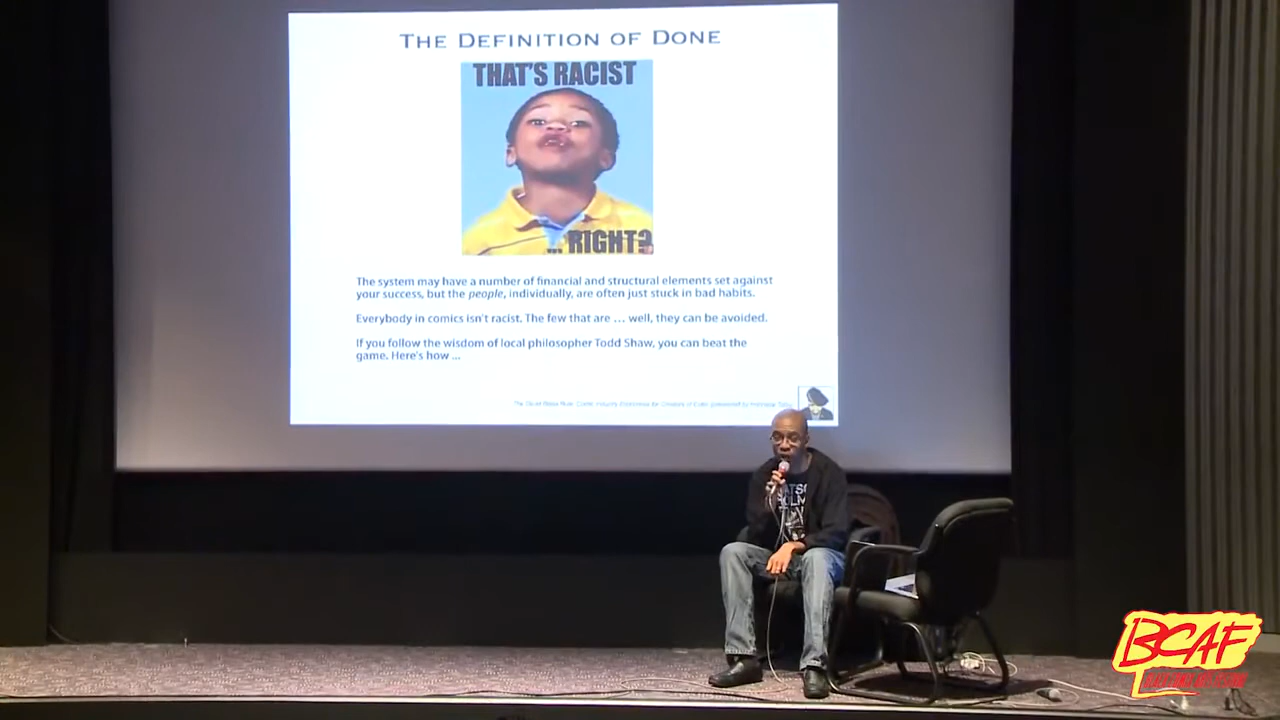 THE DEFINITION OF DONE
THAT'S RACIST
... RIGHT?
The system may have a number of financial and structural elements set against
your success, but the people, individually, are often just stuck in bad habits.
Everybody in comics isn't racist. The few that are ... well, they can be avoided.
If you follow the wisdom of local philosopher Todd Shaw, you can beat the
game. Here's how ...
BCAF